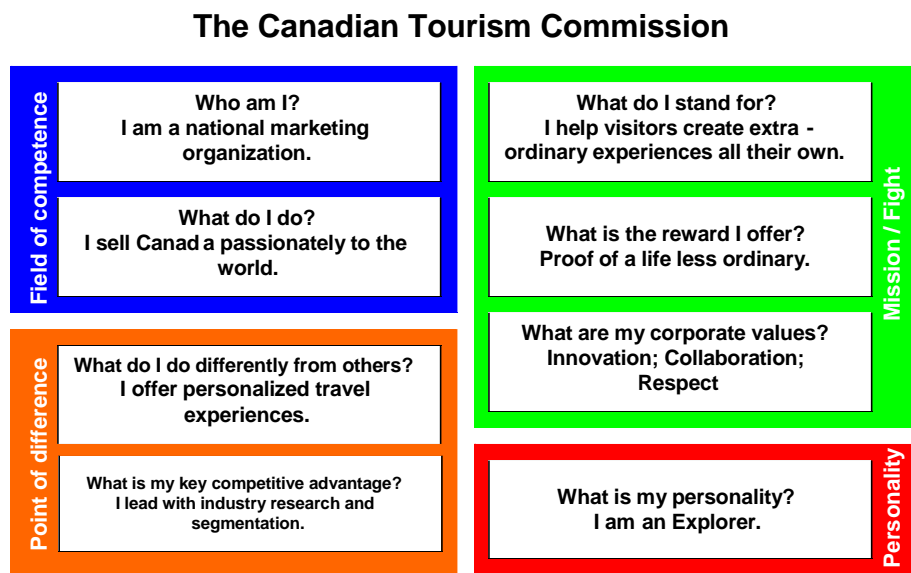 The Canadian Tourism Commission
Field of competence
Who am I?
I am a national marketing
organization.
What do I do?
I sell Canad a passionately to the
world.
Point of difference
What do I do differently from others?
I offer personalized travel
experiences.
What is my key competitive advantage?
I lead with industry research and
segmentation.
What do I stand for?
I help visitors create extra -
ordinary experiences all their own.
What is the reward I offer?
Proof of a life less ordinary.
What are my corporate values?
Innovation; Collaboration;
Respect
Mission / Fight
What is my personality?
I am an Explorer.
Personality